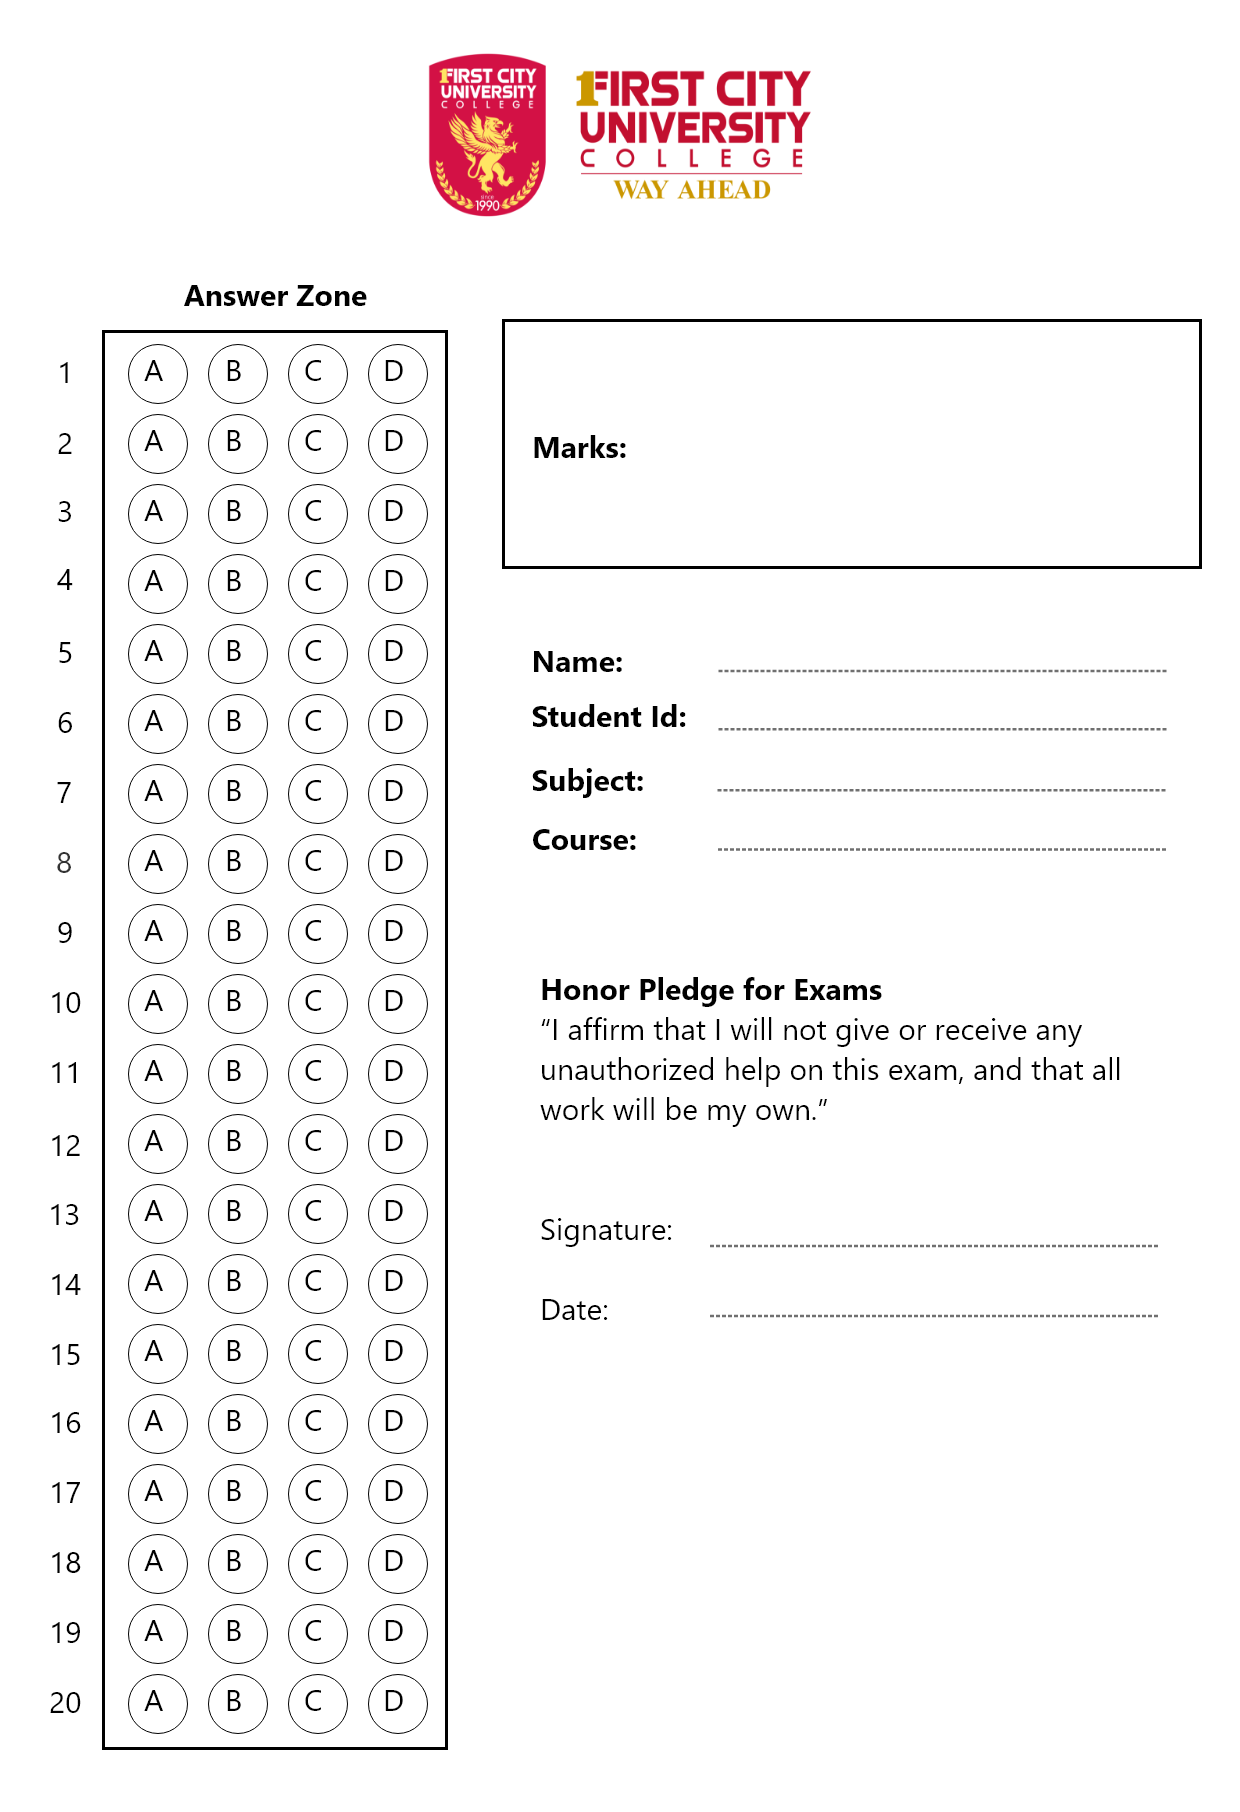 1FIRST CITY
UNIVERSITY
COLLEGE
since
1990
1FIRST CITY
UNIVERSITY
COLLEGE
WAY AHEAD
Answer Zone
1 A B C D
2 A B C D
3 A B C D
4 A B C D
5 A B C D
6 A B C D
7 A B C D
8 A B C D
9 A B C D
10 A B C D
11 A B C D
12 A B C D
13 A B C D
14 A B C D
15 A B C D
16 A B C D
17 A B C D
18 A B C D
19 A B C D
20 A B C D
Marks:
Name:
Student Id:
Subject:
Course:
Honor Pledge for Exams
“I affirm that I will not give or receive any
unauthorized help on this exam, and that all
work will be my own.”
Signature:
Date: